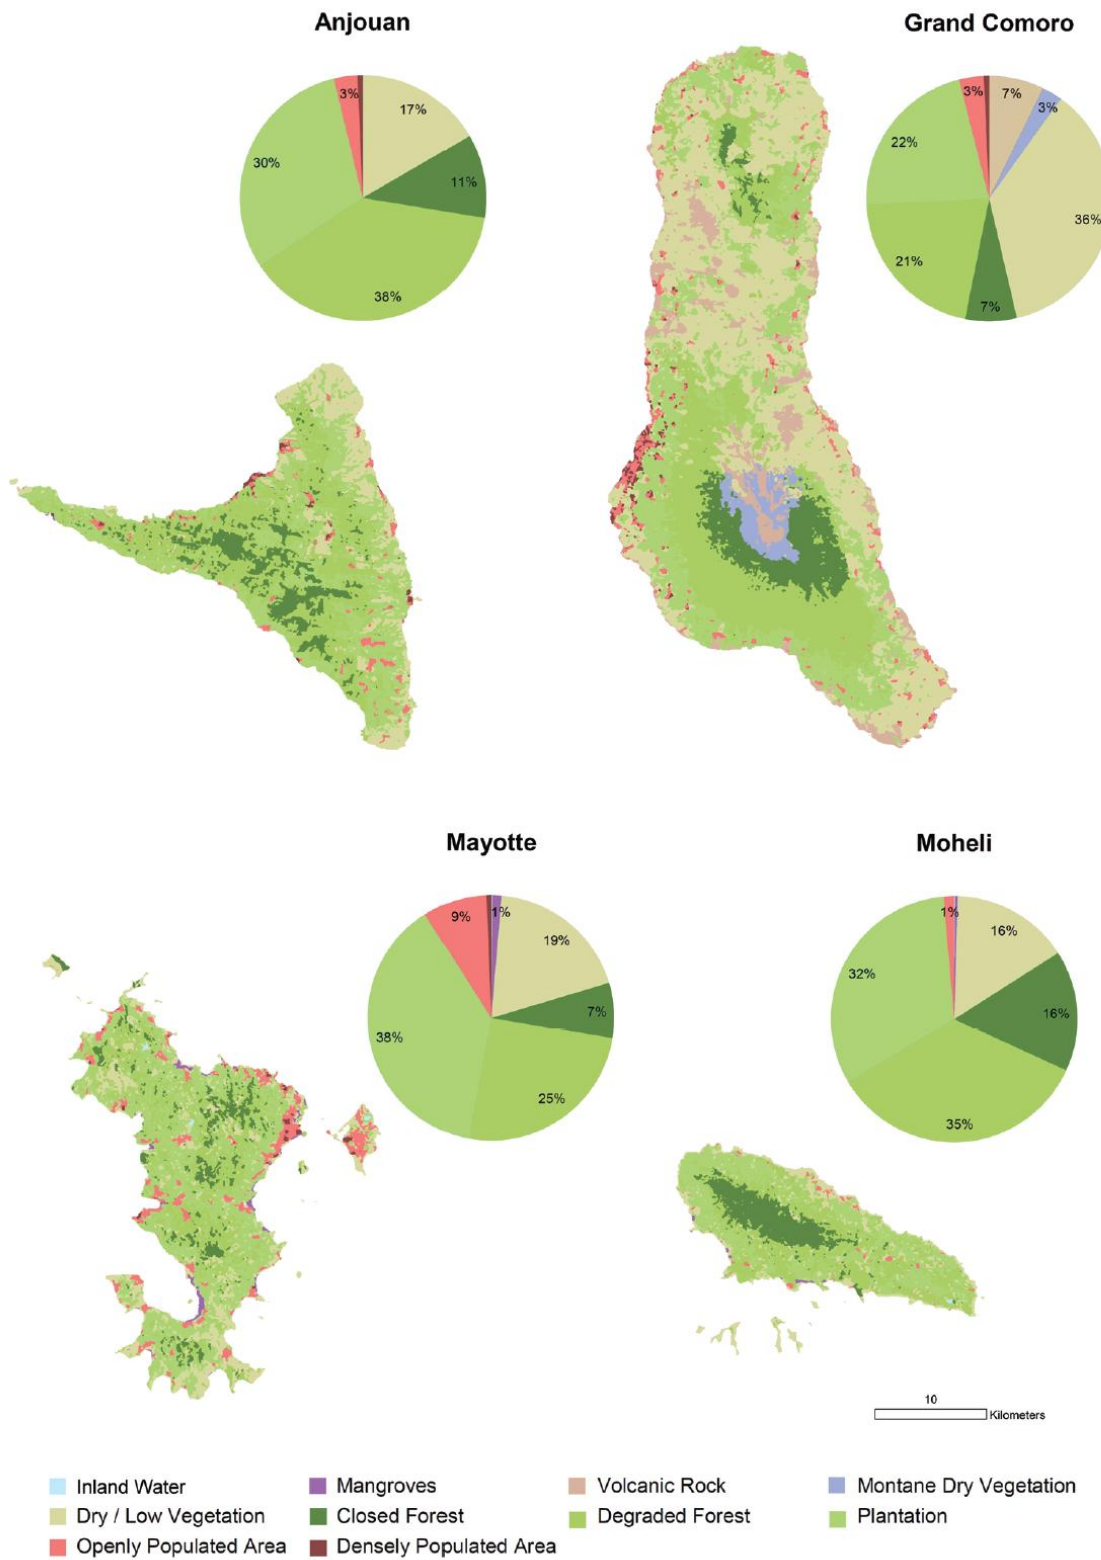 Anjouan
Grand Comoro
3%
17%
30%
11%
38%
3%
7%
3%
22%
36%
21%
7%
Mayotte
Moheli
9%
1%
19%
7%
38%
25%
1%
16%
32%
16%
35%
10
Kilometers
Inland Water
Mangroves
Volcanic Rock
Montane Dry Vegetation
Dry / Low Vegetation
Closed Forest
Degraded Forest
Plantation
Openly Populated Area
Densely Populated Area